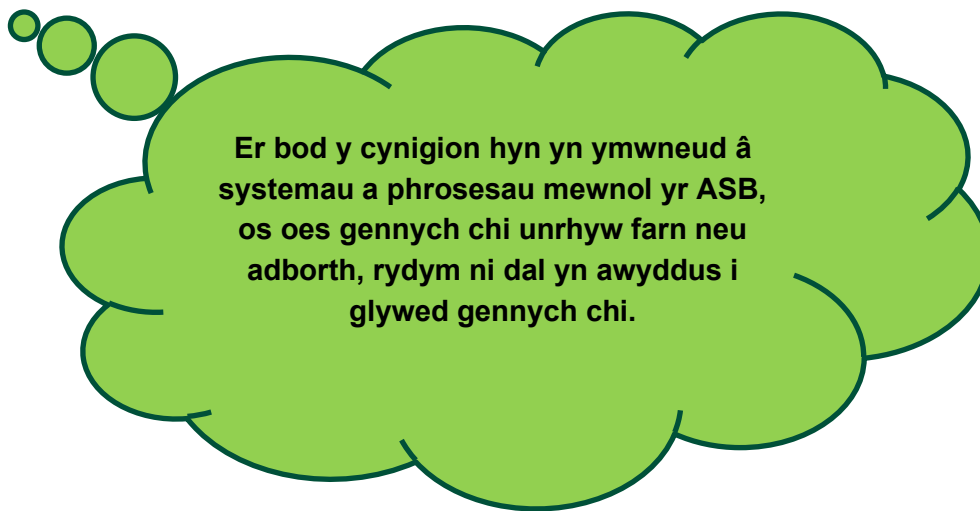 Er bod y cynigion hyn yn ymwneud â
systemau a phrosesau mewnol yr ASB,
os oes gennych chi unrhyw farn neu
adborth, rydym ni dal yn awyddus i
glywed gennych chi.